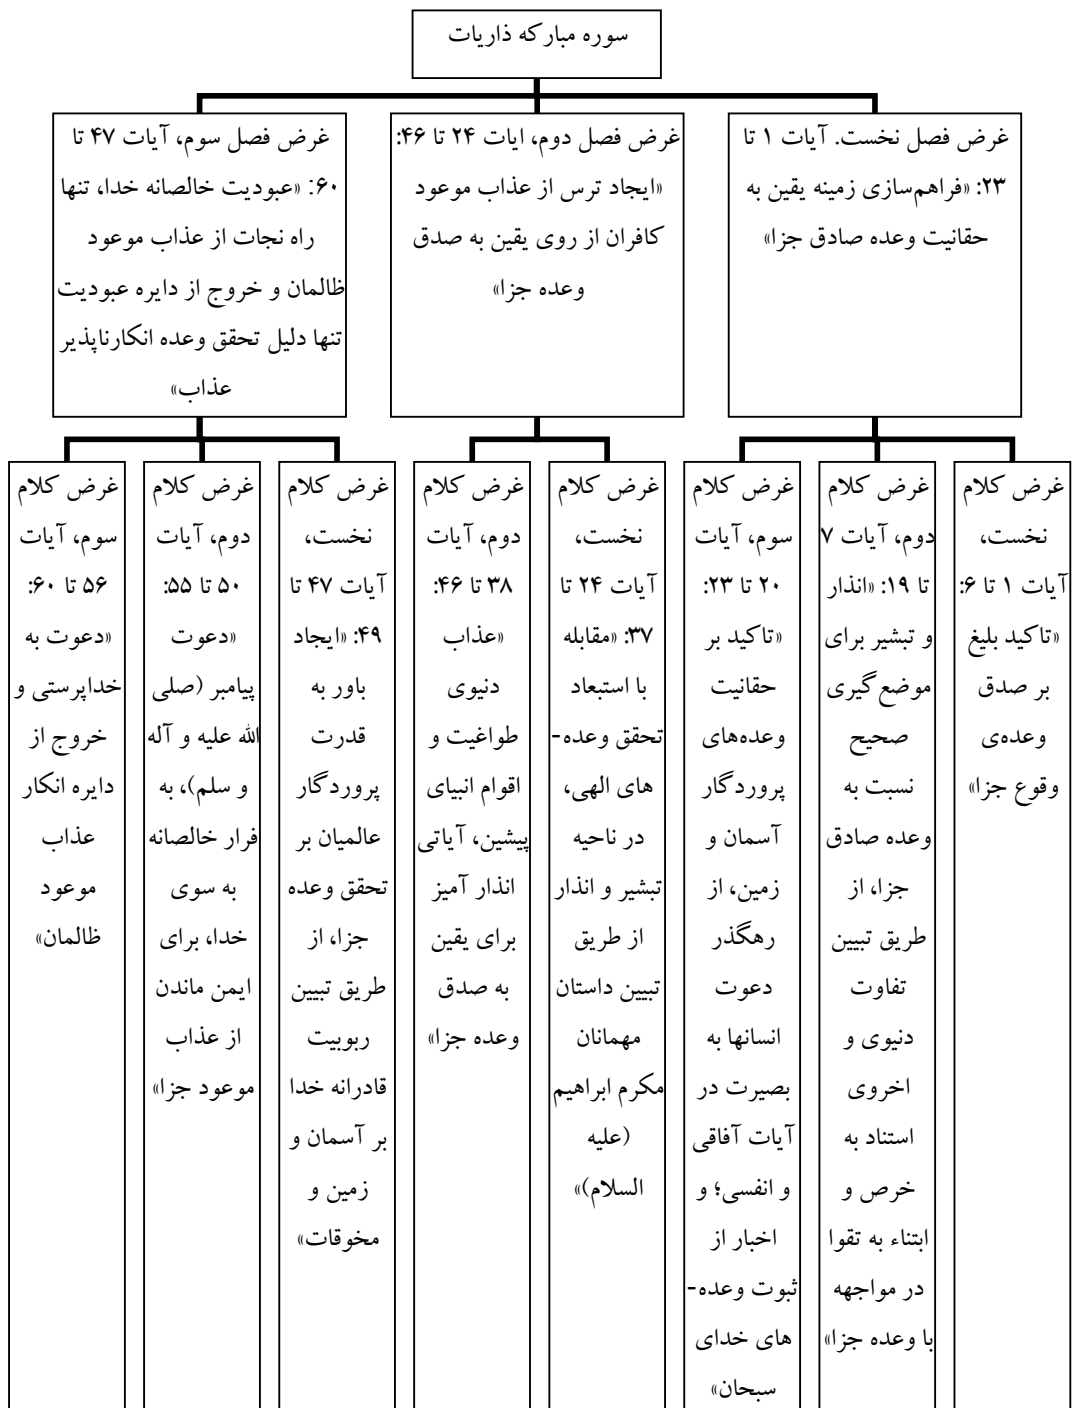 سوره مبارکه ذاریات
غرض فصل نخست. آیات ۱ تا
۲۳: «فراهم‌سازی زمینه یقین به
حقانیت وعده صادق جزا»
غرض فصل دوم، ایات ۲۴ تا ۴۶:
«ایجاد ترس از عذاب موعود
کافران از روی یقین به صدق
وعده جزا»
غرض فصل سوم، آیات ۴۷ تا
۶۰: «عبودیت خالصانه خدا، تنها
راه نجات از عذاب موعود
ظالمان و خروج از دایره عبودیت
تنها دلیل تحقق وعده انکارناپذیر
عذاب»
غرض کلام
نخست،
آیات ۱ تا ۶:
«تاکید بلیغ
بر صدق
وعده‌ی
وقوع جزا»
غرض کلام
دوم، آیات ۷
تا ۱۹: «انذار
و تبشیر برای
موضع گیری
صحیح
نسبت به
وعده صادق
جزا، از
طریق تبیین
تفاوت
دنیوی و
اخروی
استناد به
خرص و
ابتناء به تقوا
در مواجهه
با وعده جزا»
غرض کلام
سوم، آیات
۲۰ تا ۲۳:
«تاکید بر
حقانیت
وعده‌های
پروردگار
آسمان و
زمین، از
رهگذر
دعوت
انسانها به
بصیرت در
آیات آفاقی
و انفسی؛ و
اخبار از
ثبوت وعده-
های خدای
سبحان»
غرض کلام
نخست،
آیات ۲۴ تا
۳۷: «مقابله
با استبعاد
تحقق وعده-
های الهی،
در ناحیه
تبشیر و انذار
از طریق
تبیین داستان
مهمانان
مکرم ابراهیم
(علیه
السلام)»
غرض کلام
دوم، آیات
۳۸ تا ۴۶:
«عذاب
دنیوی
طواغیت و
اقوام انبیای
پیشین، آیاتی
انذار آمیز
برای یقین
به صدق
وعده جزا»
غرض کلام
نخست،
آیات ۴۷ تا
۴۹: «ایجاد
باور به
قدرت
پروردگار
عالمیان بر
تحقق وعده
جزا، از
طریق تبیین
ربوبیت
قادرانه خدا
بر آسمان و
زمین و
مخوقات»
غرض کلام
دوم، آیات
۵۰ تا ۵۵:
«دعوت
پیامبر (صلی
الله علیه و آله
و سلم)، به
فرار خالصانه
به سوی
خدا، برای
ایمن ماندن
از عذاب
موعود جزا»
غرض کلام
سوم، آیات
۵۶ تا ۶۰:
«دعوت به
خداپرستی و
خروج از
دایره انکار
عذاب
موعود
ظالمان»